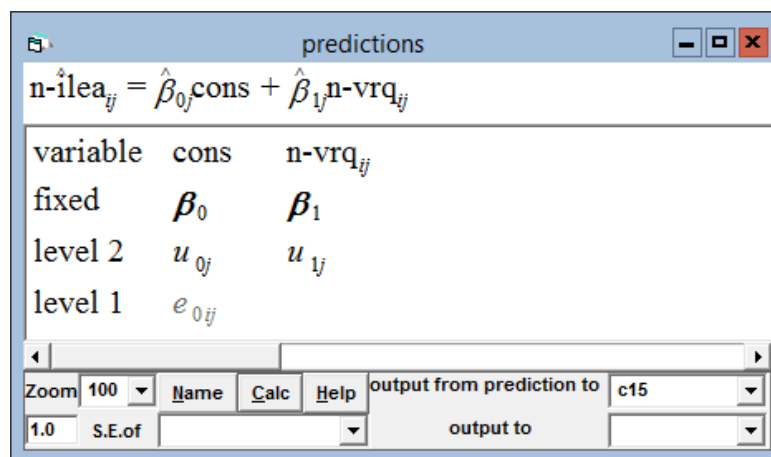 predictions
n-îlea_ij = β̂_0j cons + β̂_1j n-vrq_ij
variable cons n-vrq_ij
fixed β_0 β_1
level 2 u_0j u_1j
level 1 e_0ij
Zoom 100 Name Calc Help output from prediction to c15
1.0 S.E.of output to